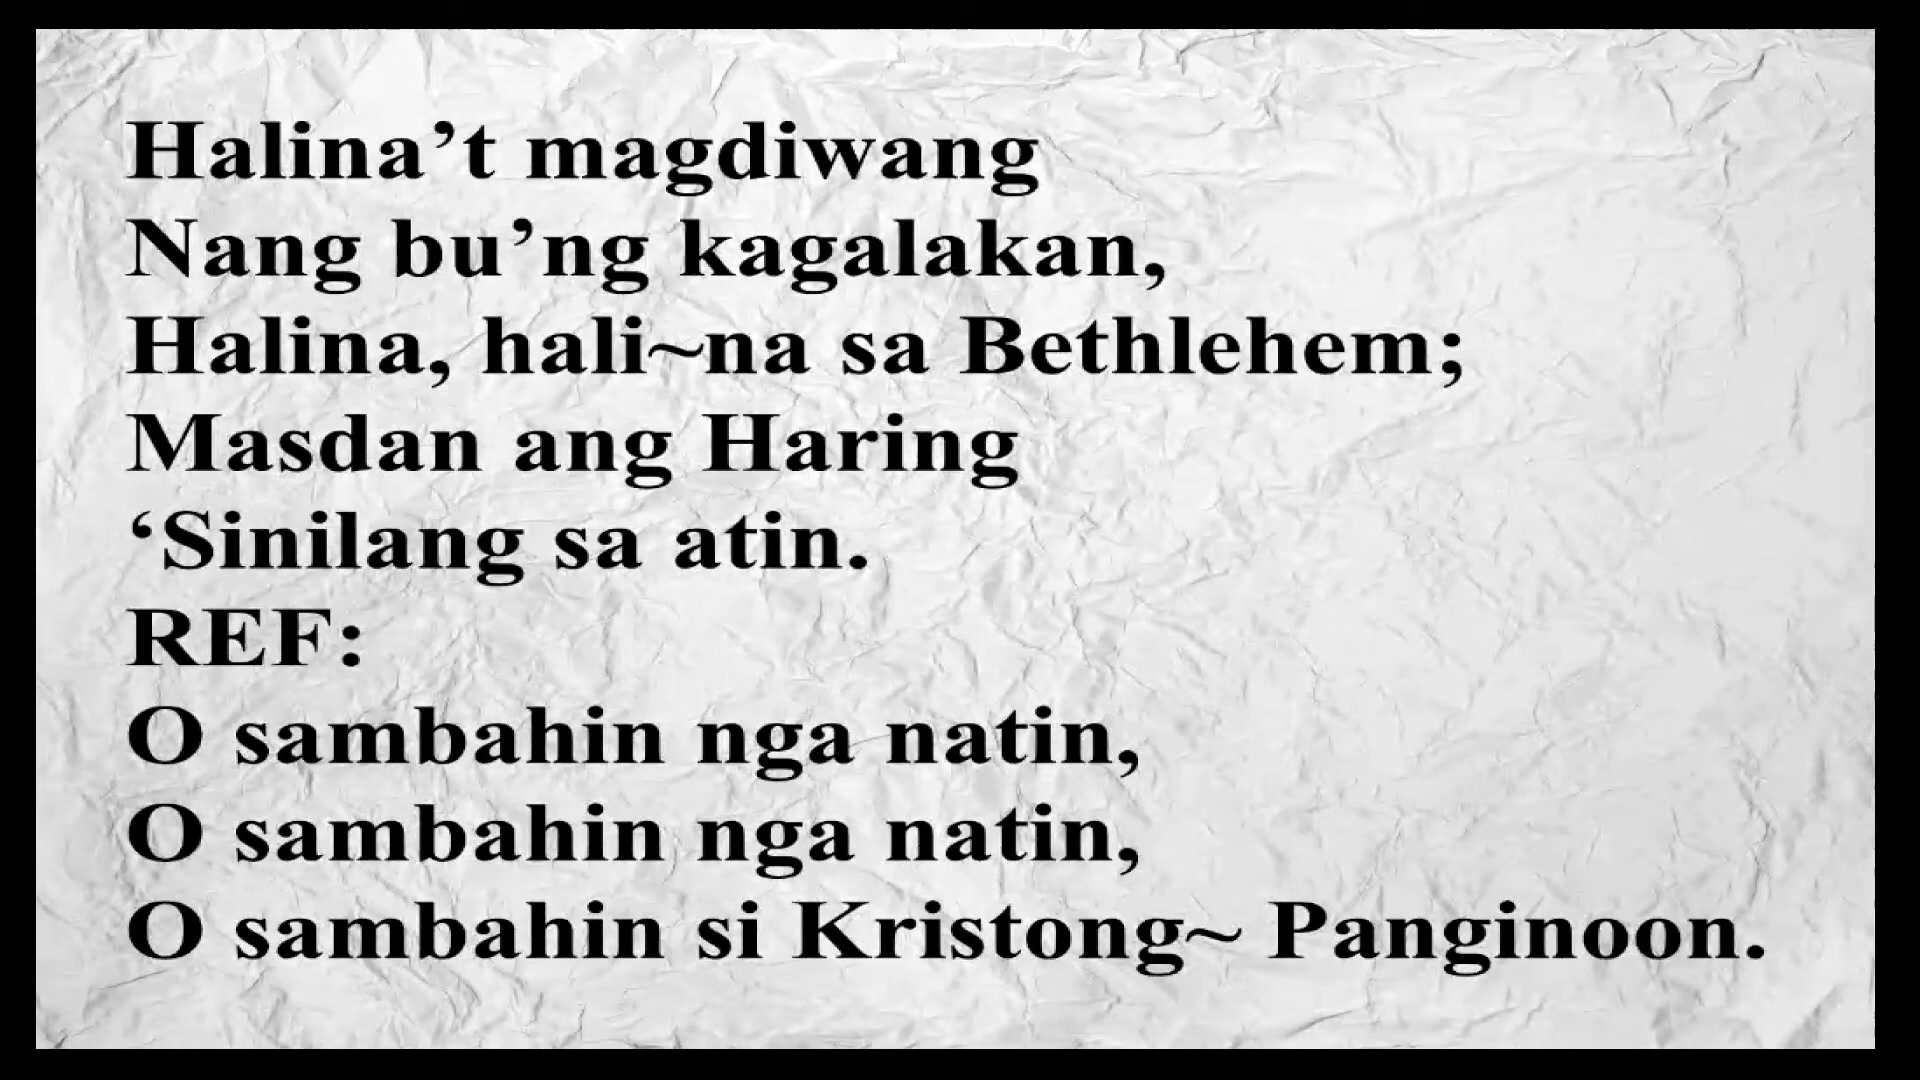 Halina’t magdiwang
Nang bu’ng kagalakan,
Halina, hali~na sa Bethlehem;
Masdan ang Haring
‘Sinilang sa atin.
REF:
O sambahin nga natin,
O sambahin nga natin,
O sambahin si Kristong~ Panginoon.